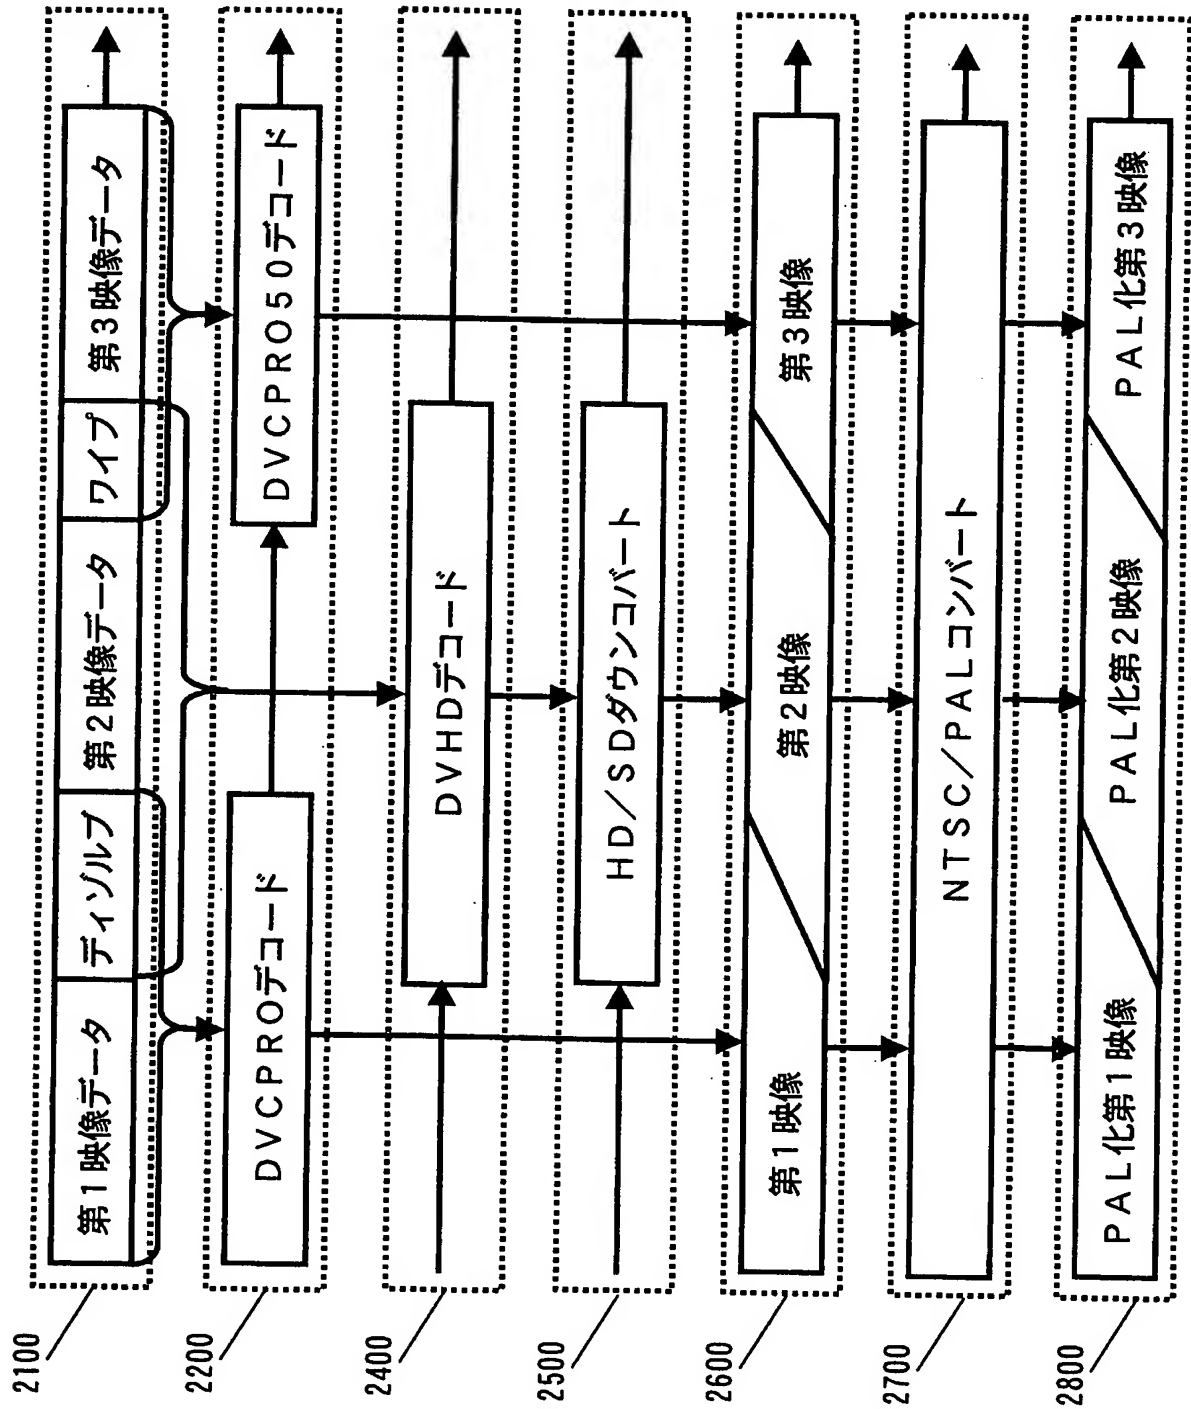 2100
第1映像データ
ディゾルブ
第2映像データ
ワイプ
第3映像データ
2200
DVCPROデコード
DVCPRO50デコード
2400
DVHDデコード
2500
HD/SDダウンコバート
2600
第1映像
第2映像
第3映像
2700
NTSC/PALコンバート
2800
PAL化第1映像
PAL化第2映像
PAL化第3映像